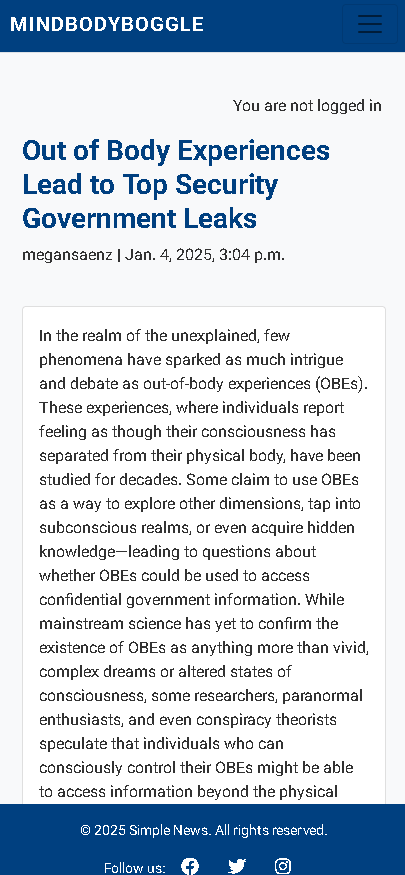 MINDBODYBOGGLE
You are not logged in
Out of Body Experiences
Lead to Top Security
Government Leaks
megansaenz | Jan. 4, 2025, 3:04 p.m.
In the realm of the unexplained, few
phenomena have sparked as much intrigue
and debate as out-of-body experiences (OBEs).
These experiences, where individuals report
feeling as though their consciousness has
separated from their physical body, have been
studied for decades. Some claim to use OBEs
as a way to explore other dimensions, tap into
subconscious realms, or even acquire hidden
knowledge—leading to questions about
whether OBEs could be used to access
confidential government information. While
mainstream science has yet to confirm the
existence of OBEs as anything more than vivid,
complex dreams or altered states of
consciousness, some researchers, paranormal
enthusiasts, and even conspiracy theorists
speculate that individuals who can
consciously control their OBEs might be able
to access information beyond the physical
© 2025 Simple News. All rights reserved.
Follow us: